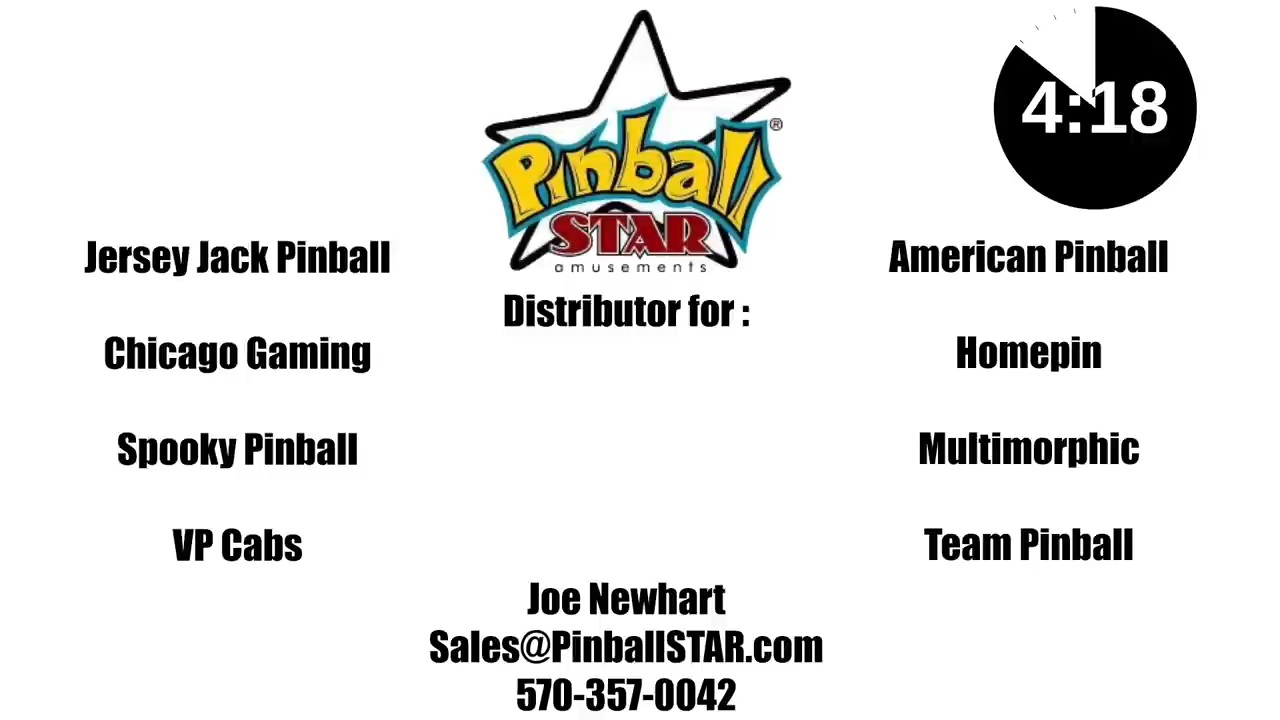 4:18
Pinball®
STAR
amusements
Distributor for :
Jersey Jack Pinball
Chicago Gaming
Spooky Pinball
VP Cabs
American Pinball
Homepin
Multimorphic
Team Pinball
Joe Newhart
Sales@PinballSTAR.com
570-357-0042